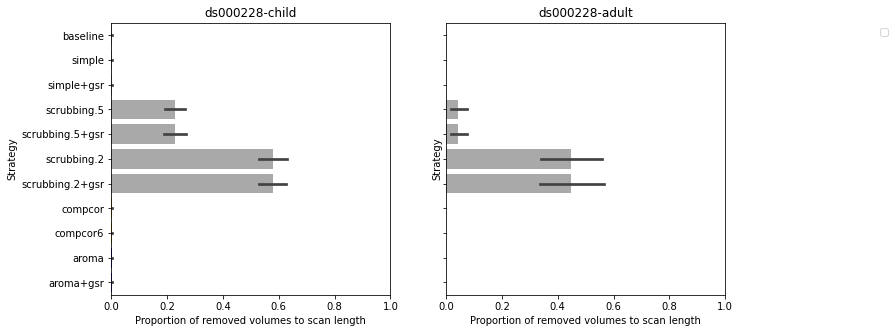 ds000228-child
ds000228-adult
Strategy
baseline
simple
simple+gsr
scrubbing.5
scrubbing.5+gsr
scrubbing.2
scrubbing.2+gsr
compcor
compcor6
aroma
aroma+gsr
0.0 0.2 0.4 0.6 0.8 1.0
Proportion of removed volumes to scan length
Strategy
0.0 0.2 0.4 0.6 0.8 1.0
Proportion of removed volumes to scan length